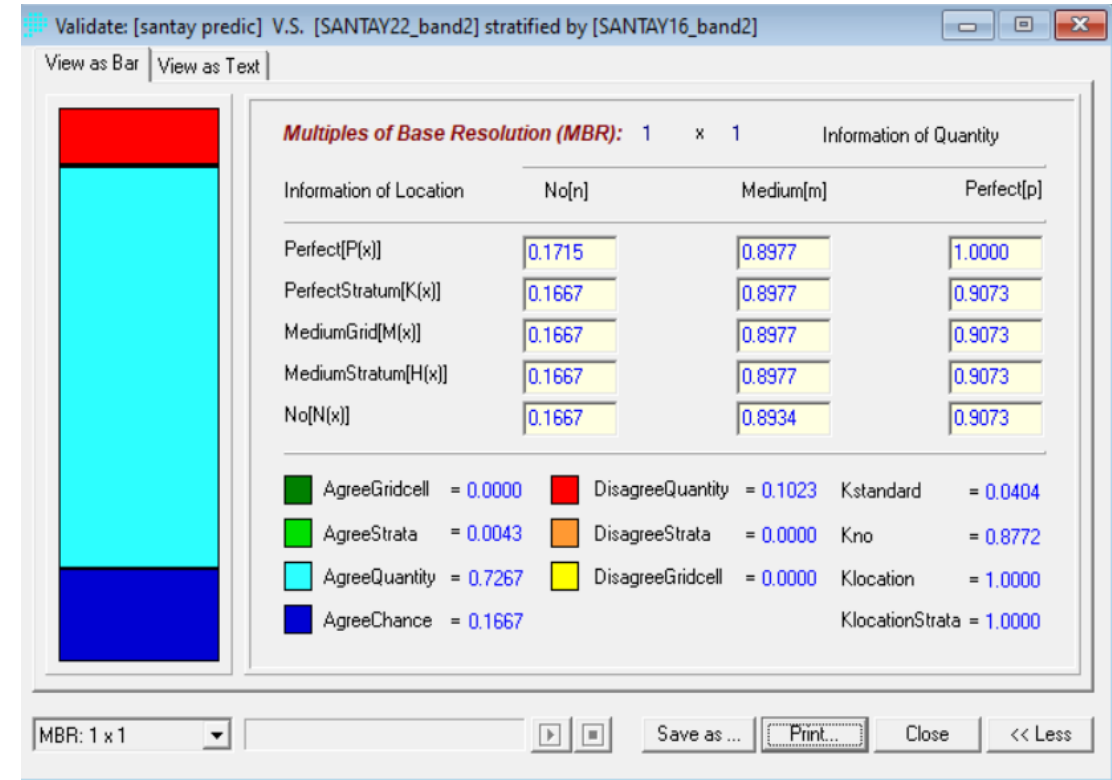 Validate: [santay predic] V.S. [SANTAY22_band2] stratified by [SANTAY16_band2]
View as Bar View as Text
Multiples of Base Resolution (MBR): 1 x 1 Information of Quantity
Information of Location No[n] Medium[m] Perfect[p]
Perfect[P(x)] 0.1715 0.8977 1.0000
PerfectStratum[K(x)] 0.1667 0.8977 0.9073
MediumGrid[M(x)] 0.1667 0.8977 0.9073
MediumStratum[H(x)] 0.1667 0.8977 0.9073
No[N(x)] 0.1667 0.8934 0.9073
AgreeGridcell = 0.0000 DisagreeQuantity = 0.1023 Kstandard = 0.0404
AgreeStrata = 0.0043 DisagreeStrata = 0.0000 Kno = 0.8772
AgreeQuantity = 0.7267 DisagreeGridcell = 0.0000 Klocation = 1.0000
AgreeChance = 0.1667 KlocationStrata = 1.0000
MBR: 1 x 1 Save as ... Print... Close << Less